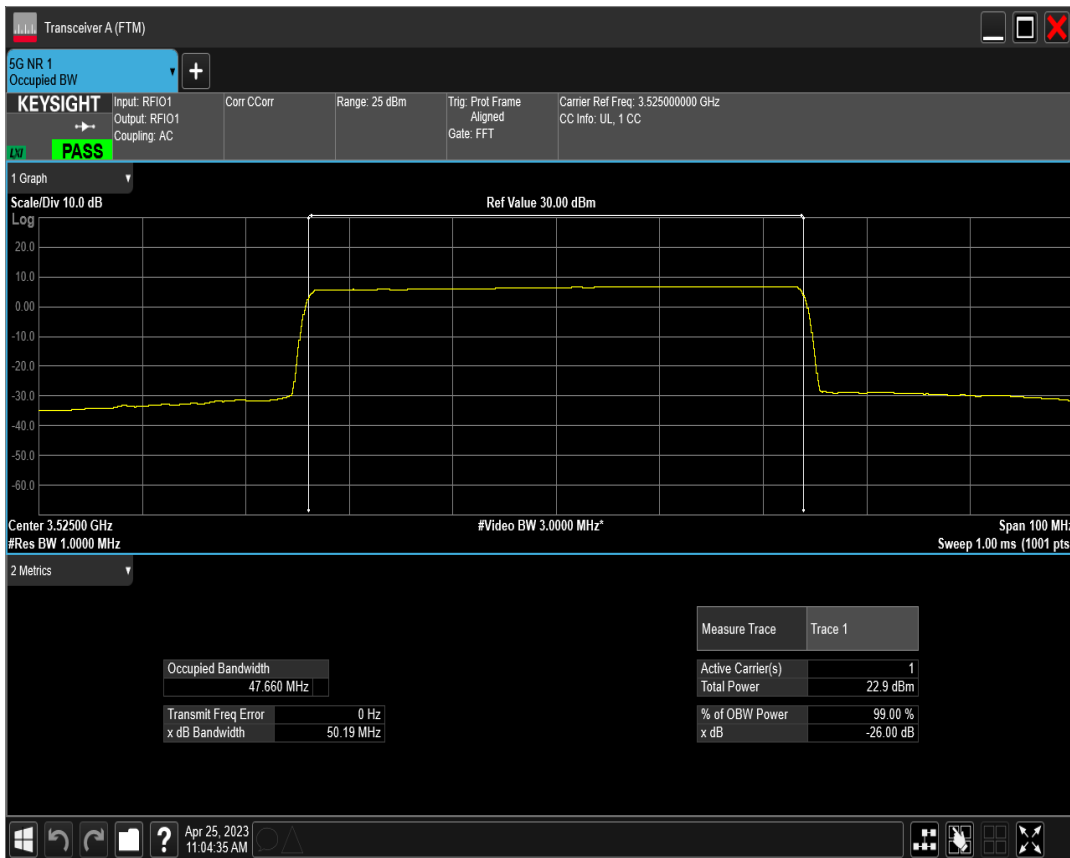 Transceiver A (FTM)
5G NR 1
Occupied BW
+
KEYSIGHT
LXI
PASS
Input: RFIO1
Output: RFIO1
Coupling: AC
Corr CCorr
Range: 25 dBm
Trig: Prot Frame
Aligned
Gate: FFT
Carrier Ref Freq: 3.525000000 GHz
CC Info: UL, 1 CC
1 Graph
Scale/Div 10.0 dB
Ref Value 30.00 dBm
Log
20.0
10.0
0.00
-10.0
-20.0
-30.0
-40.0
-50.0
-60.0
Center 3.52500 GHz
#Video BW 3.0000 MHz*
Span 100 MHz
#Res BW 1.0000 MHz
Sweep 1.00 ms (1001 pts
2 Metrics
Measure Trace Trace 1
Occupied Bandwidth
47.660 MHz
Active Carrier(s) 1
Total Power 22.9 dBm
Transmit Freq Error 0 Hz
x dB Bandwidth 50.19 MHz
% of OBW Power 99.00 %
x dB -26.00 dB
?
Apr 25, 2023
11:04:35 AM